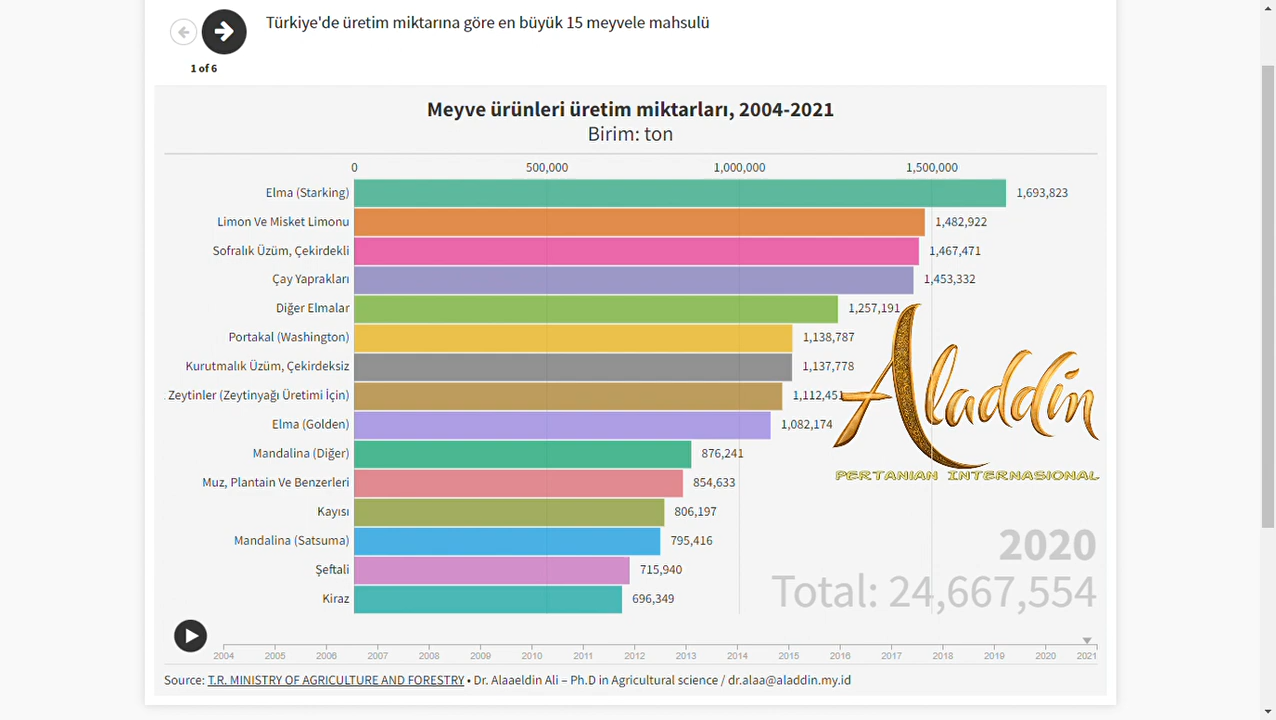 Türkiye'de üretim miktarına göre en büyük 15 meyvele mahsulü
1 of 6
Meyve ürünleri üretim miktarları, 2004-2021
Birim: ton
0 500,000 1,000,000 1,500,000
Elma (Starking) 1,693,823
Limon Ve Misket Limonu 1,482,922
Sofralık Üzüm, Çekirdekli 1,467,471
Çay Yaprakları 1,453,332
Diğer Elmalar 1,257,191
Portakal (Washington) 1,138,787
Kurutmalık Üzüm, Çekirdeksiz 1,137,778
Zeytinler (Zeytinyağı Üretimi İçin) 1,112,451
Elma (Golden) 1,082,174
Aladdin
PERTANIAN INTERNASIONAL
Mandalina (Diğer) 876,241
Muz, Plantain Ve Benzerleri 854,633
Kayısı 806,197
Mandalina (Satsuma) 795,416
Şeftali 715,940
Kiraz 696,349
2020
Total: 24,667,554
2004 2005 2006 2007 2008 2009 2010 2011 2012 2013 2014 2015 2016 2017 2018 2019 2020 2021
Source: T.R. MINISTRY OF AGRICULTURE AND FORESTRY • Dr. Alaaeldin Ali – Ph.D in Agricultural science / dr.alaa@aladdin.my.id